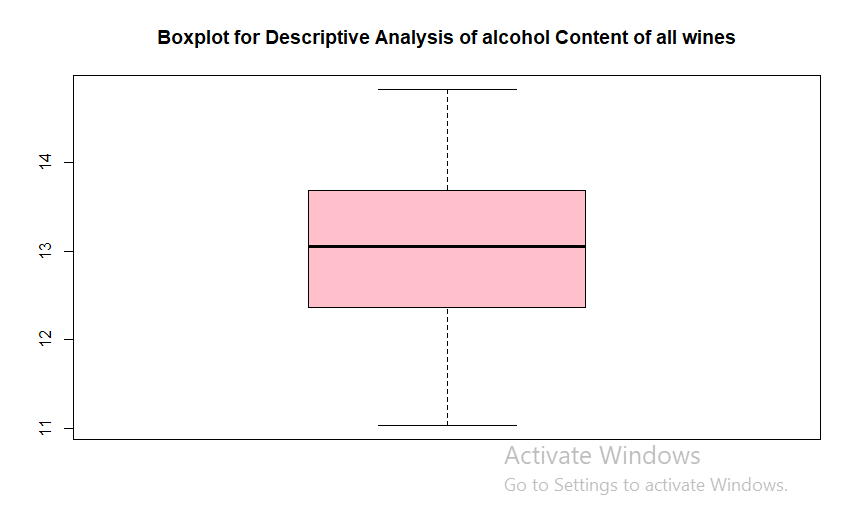 Boxplot for Descriptive Analysis of alcohol Content of all wines
14
13
12
11
Activate Windows
Go to Settings to activate Windows.